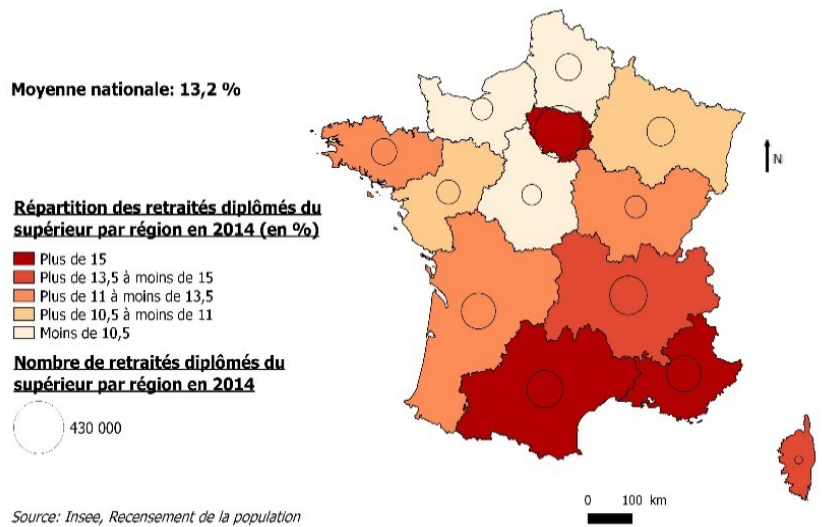 Moyenne nationale: 13,2 %
N
Répartition des retraités diplômés du
supérieur par région en 2014 (en %)
Plus de 15
Plus de 13,5 à moins de 15
Plus de 11 à moins de 13,5
Plus de 10,5 à moins de 11
Moins de 10,5
Nombre de retraités diplômés du
supérieur par région en 2014
430 000
0 100 km
Source: Insee, Recensement de la population